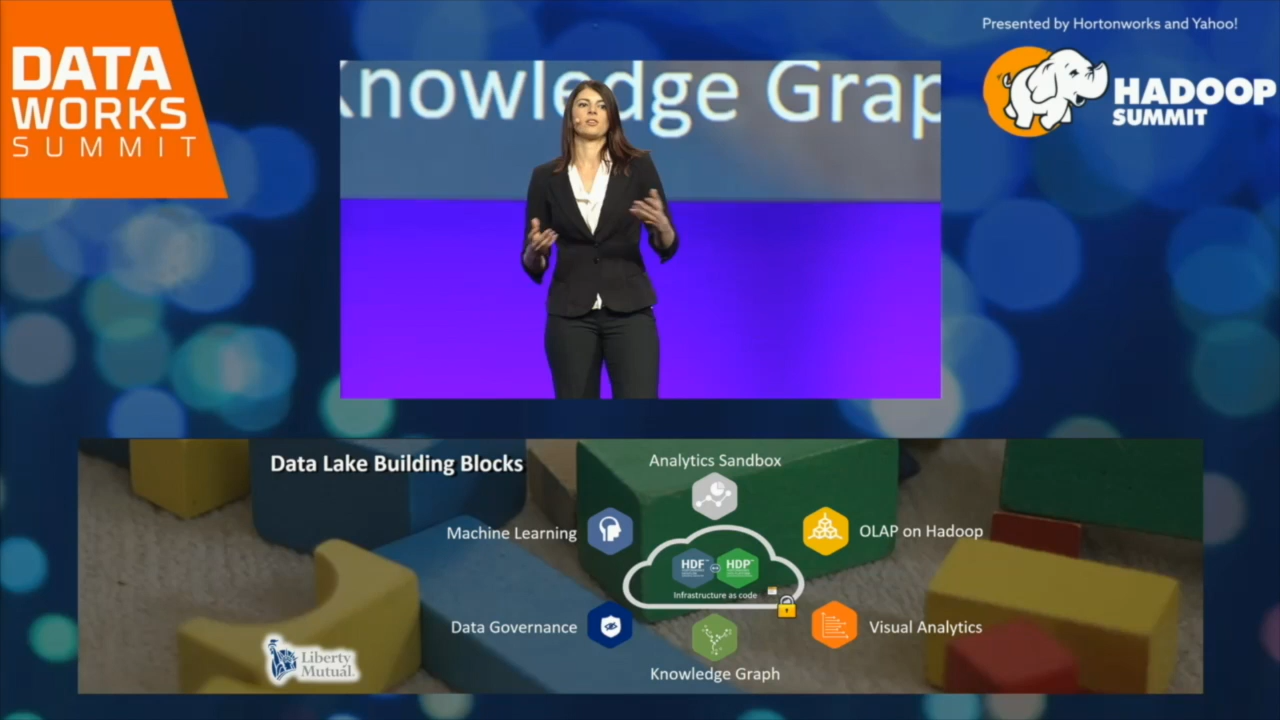 Presented by Hortonworks and Yahoo!
DATA
WORKS
SUMMIT
HADOOP
SUMMIT
Knowledge Grap
Data Lake Building Blocks
Analytics Sandbox
Machine Learning
OLAP on Hadoop
HDF
HDP
Infrastructure as code
Data Governance
Visual Analytics
Knowledge Graph
Liberty
Mutual.